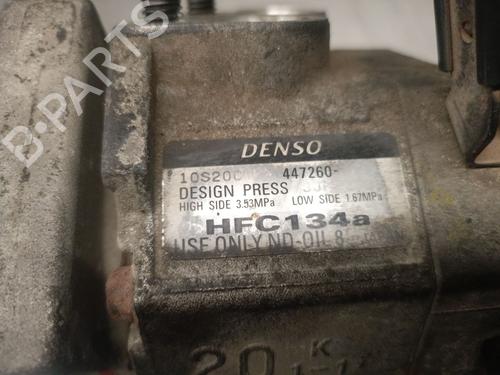 B-PARTS
DENSO
10S20C 447260-
DESIGN PRESS
HIGH SIDE 3.53MPa LOW SIDE 1.67MPa
HFC134a
USE ONLY ND-OIL 8
20 K